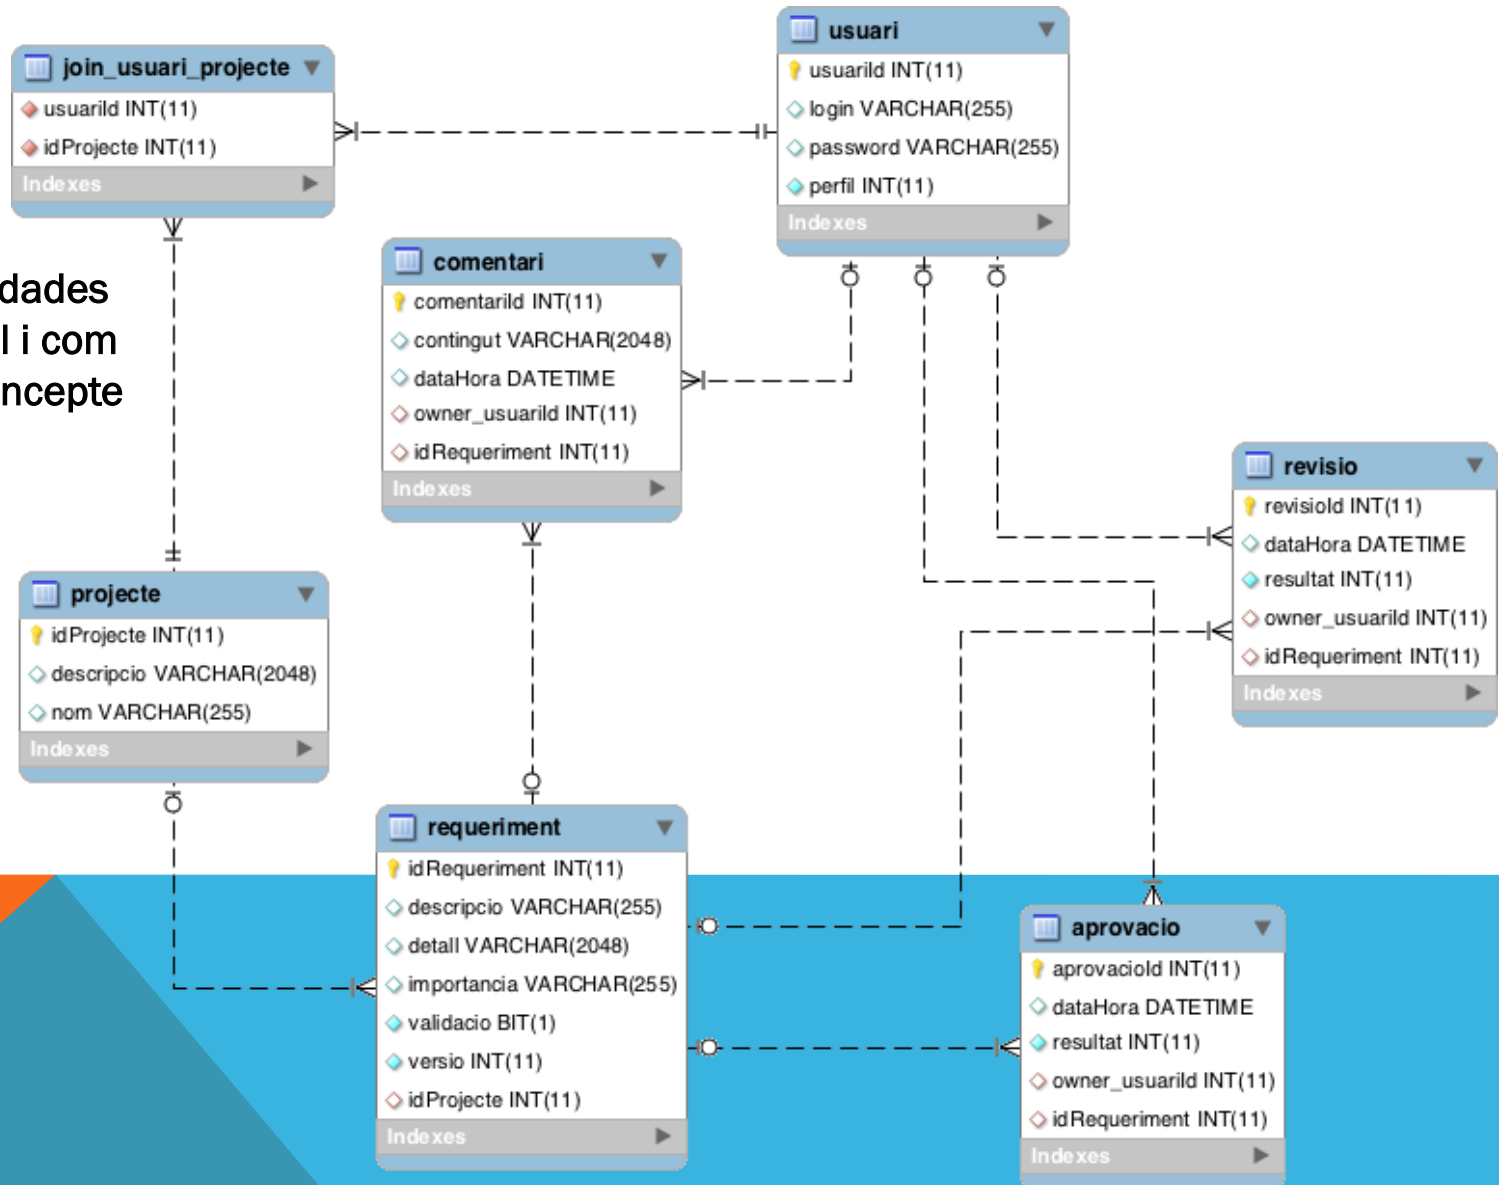 join_usuari_projecte
usuariId INT(11)
idProjecte INT(11)
Indexes
usuari
usuariId INT(11)
login VARCHAR(255)
password VARCHAR(255)
perfil INT(11)
Indexes
dades
l i com
ncepte
comentari
comentariId INT(11)
contingut VARCHAR(2048)
dataHora DATETIME
owner_usuariId INT(11)
idRequeriment INT(11)
Indexes
revisio
revisioId INT(11)
dataHora DATETIME
resultat INT(11)
owner_usuariId INT(11)
idRequeriment INT(11)
Indexes
projecte
idProjecte INT(11)
descripcio VARCHAR(2048)
nom VARCHAR(255)
Indexes
requeriment
idRequeriment INT(11)
descripcio VARCHAR(255)
detall VARCHAR(2048)
importancia VARCHAR(255)
validacio BIT(1)
versio INT(11)
idProjecte INT(11)
Indexes
aprovacio
aprovacioId INT(11)
dataHora DATETIME
resultat INT(11)
owner_usuariId INT(11)
idRequeriment INT(11)
Indexes